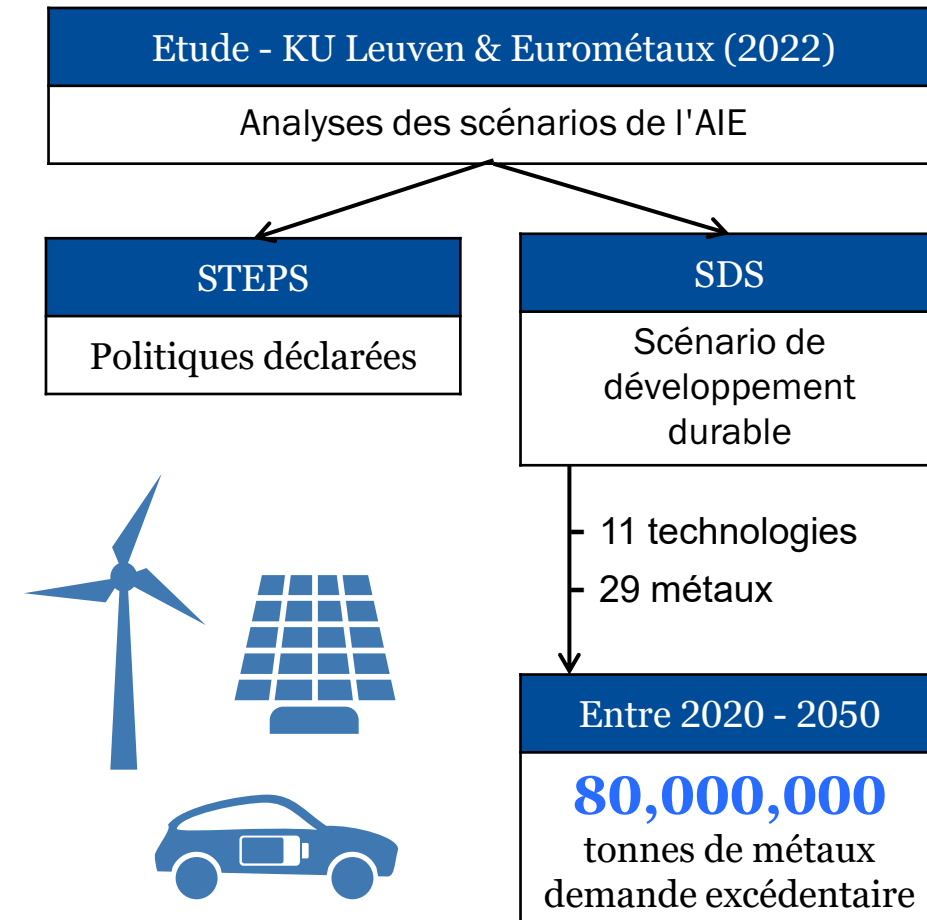 Etude - KU Leuven & Eurométaux (2022)
Analyses des scénarios de l'AIE
STEPS
Politiques déclarées
SDS
Scénario de
développement
durable
11 technologies
29 métaux
Entre 2020 - 2050
80,000,000
tonnes de métaux
demande excédentaire